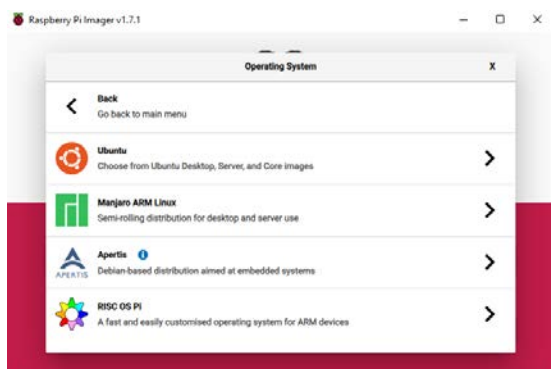 Raspberry Pi Imager v1.7.1
Operating System
X
Back
Go back to main menu
Ubuntu
Choose from Ubuntu Desktop, Server, and Core images
Manjaro ARM Linux
Semi-rolling distribution for desktop and server use
Apertis
Debian-based distribution aimed at embedded systems
APERTIS
RISC OS Pi
A fast and easily customised operating system for ARM devices